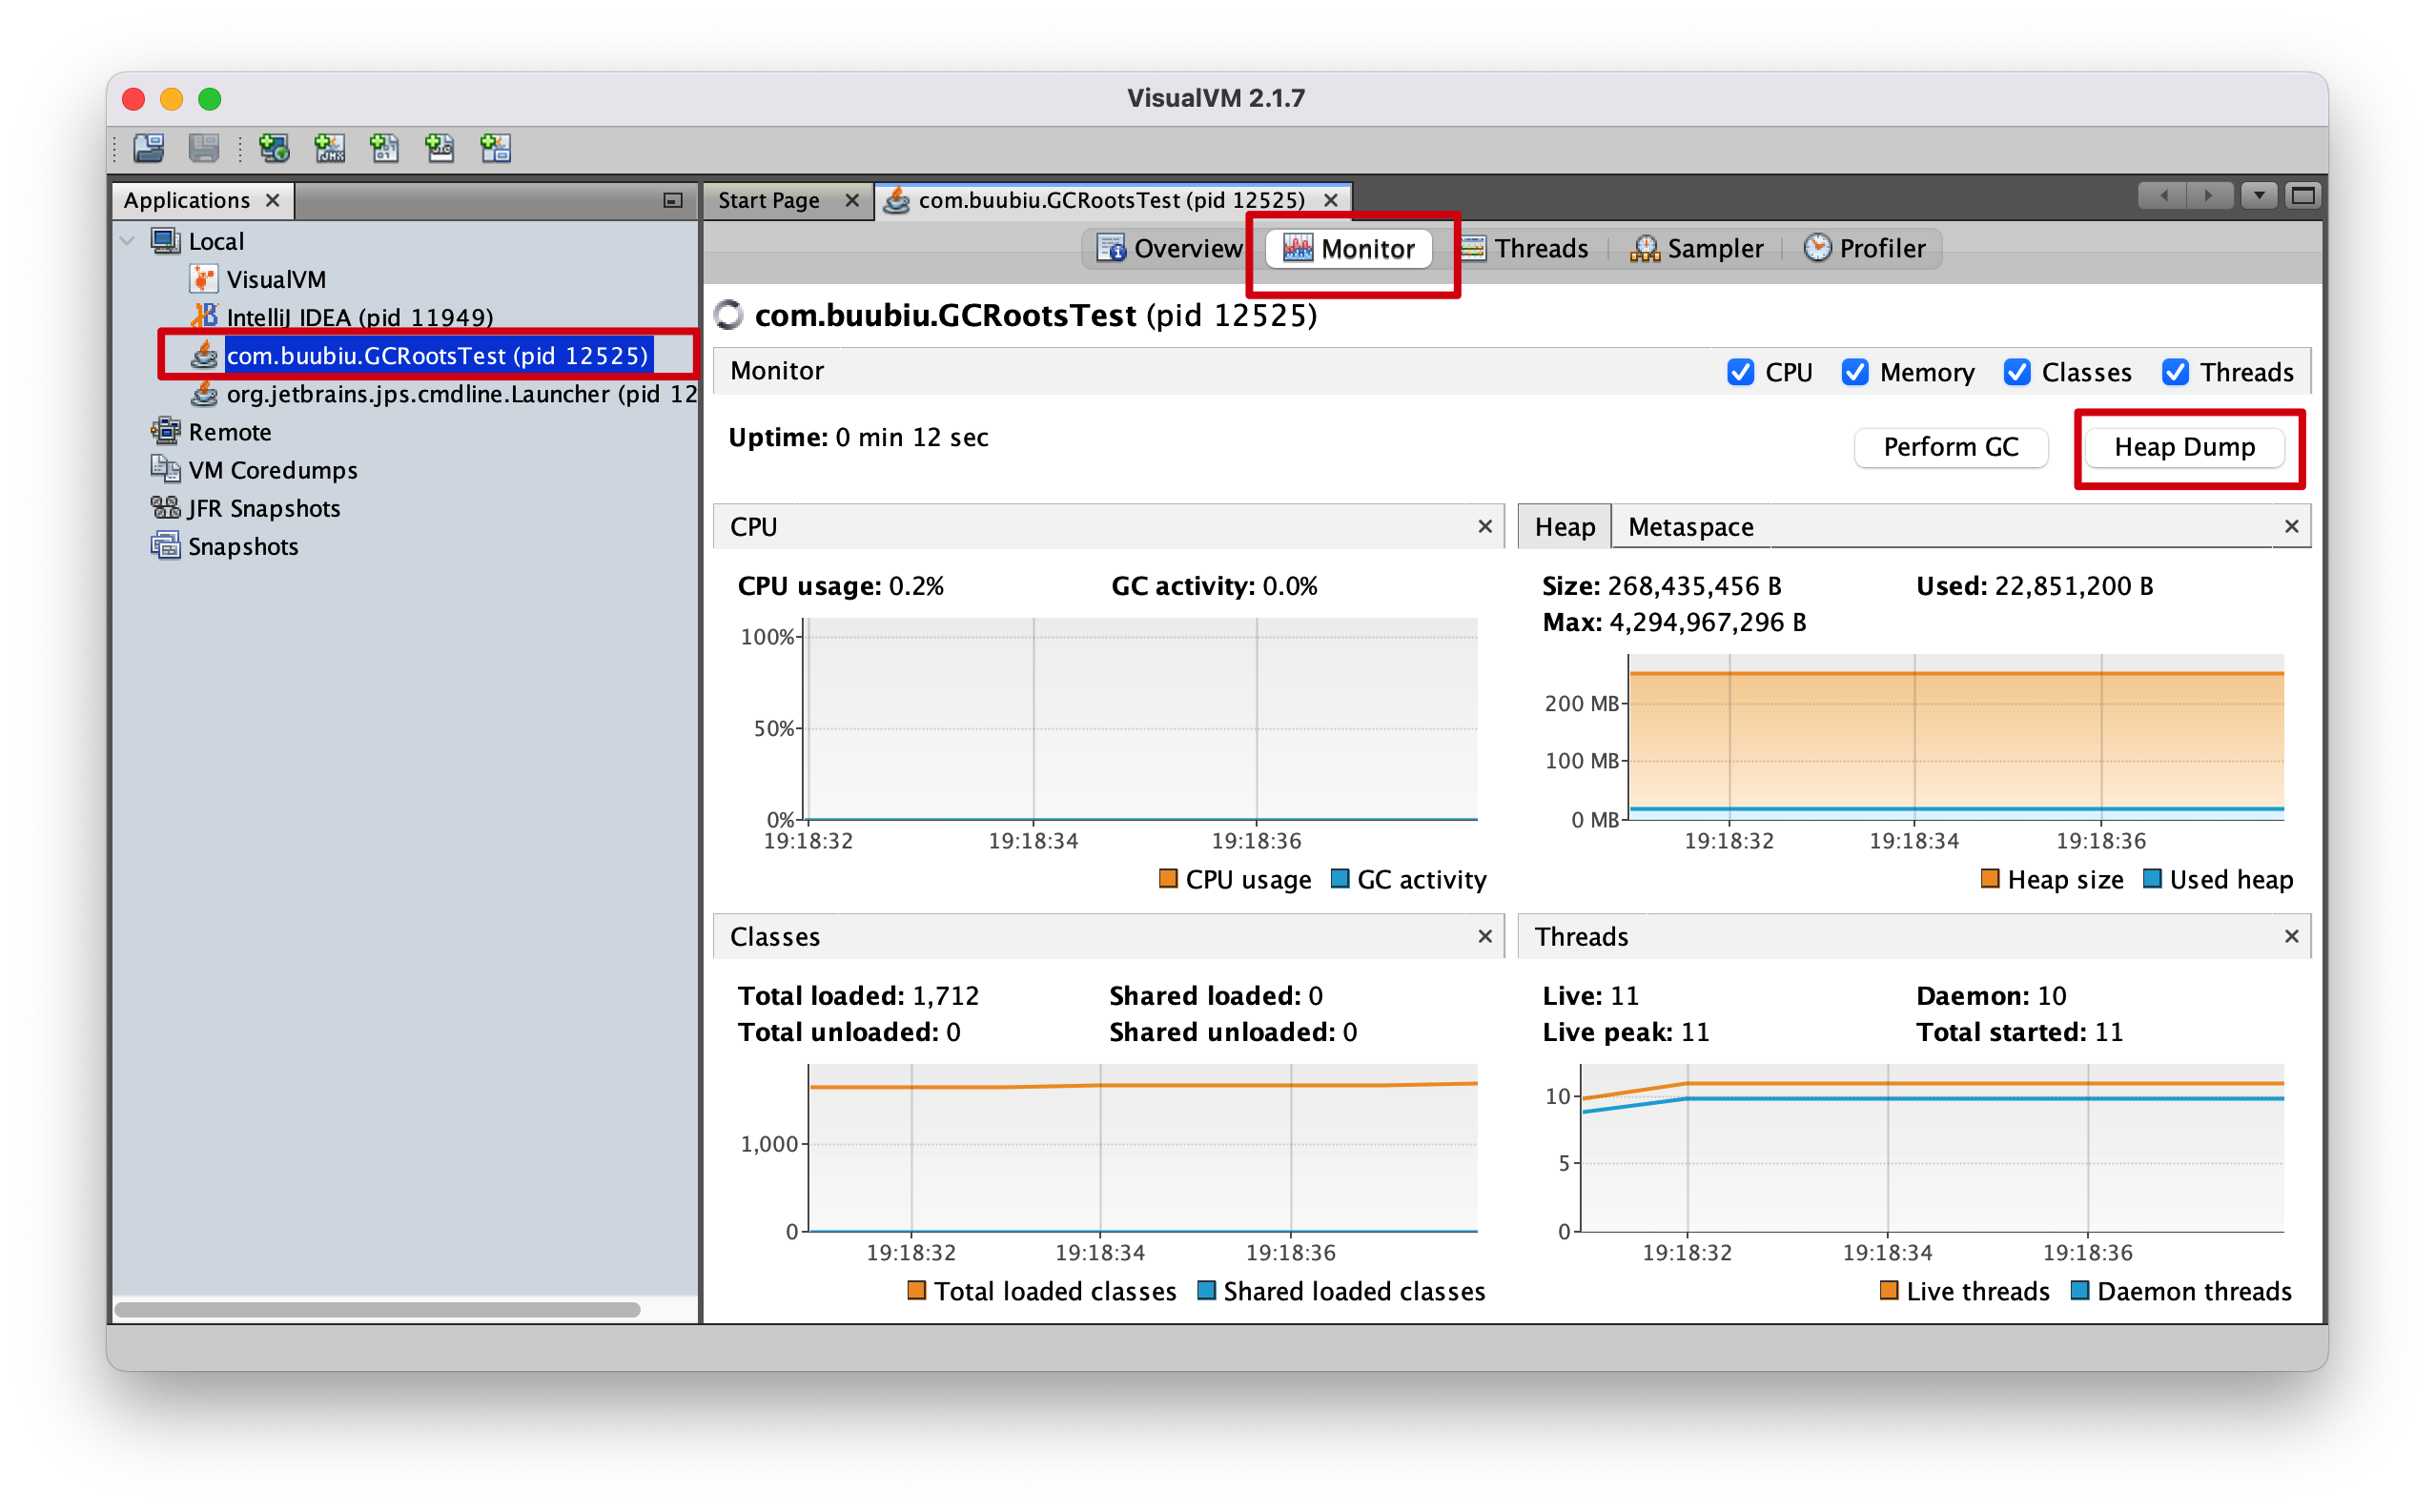 VisualVM 2.1.7
Applications
Start Page
com.buubiu.GCRootsTest (pid 12525)
Local
VisualVM
IntelliJ IDEA (pid 11949)
com.buubiu.GCRootsTest (pid 12525)
org.jetbrains.jps.cmdline.Launcher (pid 12
Remote
VM Coredumps
JFR Snapshots
Snapshots
Overview
Monitor
Threads
Sampler
Profiler
com.buubiu.GCRootsTest (pid 12525)
Monitor
CPU
Memory
Classes
Threads
Uptime: 0 min 12 sec
Perform GC
Heap Dump
CPU
CPU usage: 0.2%
GC activity: 0.0%
100%
50%
0%
19:18:32
19:18:34
19:18:36
CPU usage
GC activity
Heap
Metaspace
Size: 268,435,456 B
Used: 22,851,200 B
Max: 4,294,967,296 B
200 MB
100 MB
0 MB
19:18:32
19:18:34
19:18:36
Heap size
Used heap
Classes
Total loaded: 1,712
Shared loaded: 0
Total unloaded: 0
Shared unloaded: 0
1,000
0
19:18:32
19:18:34
19:18:36
Total loaded classes
Shared loaded classes
Threads
Live: 11
Daemon: 10
Live peak: 11
Total started: 11
10
5
0
19:18:32
19:18:34
19:18:36
Live threads
Daemon threads